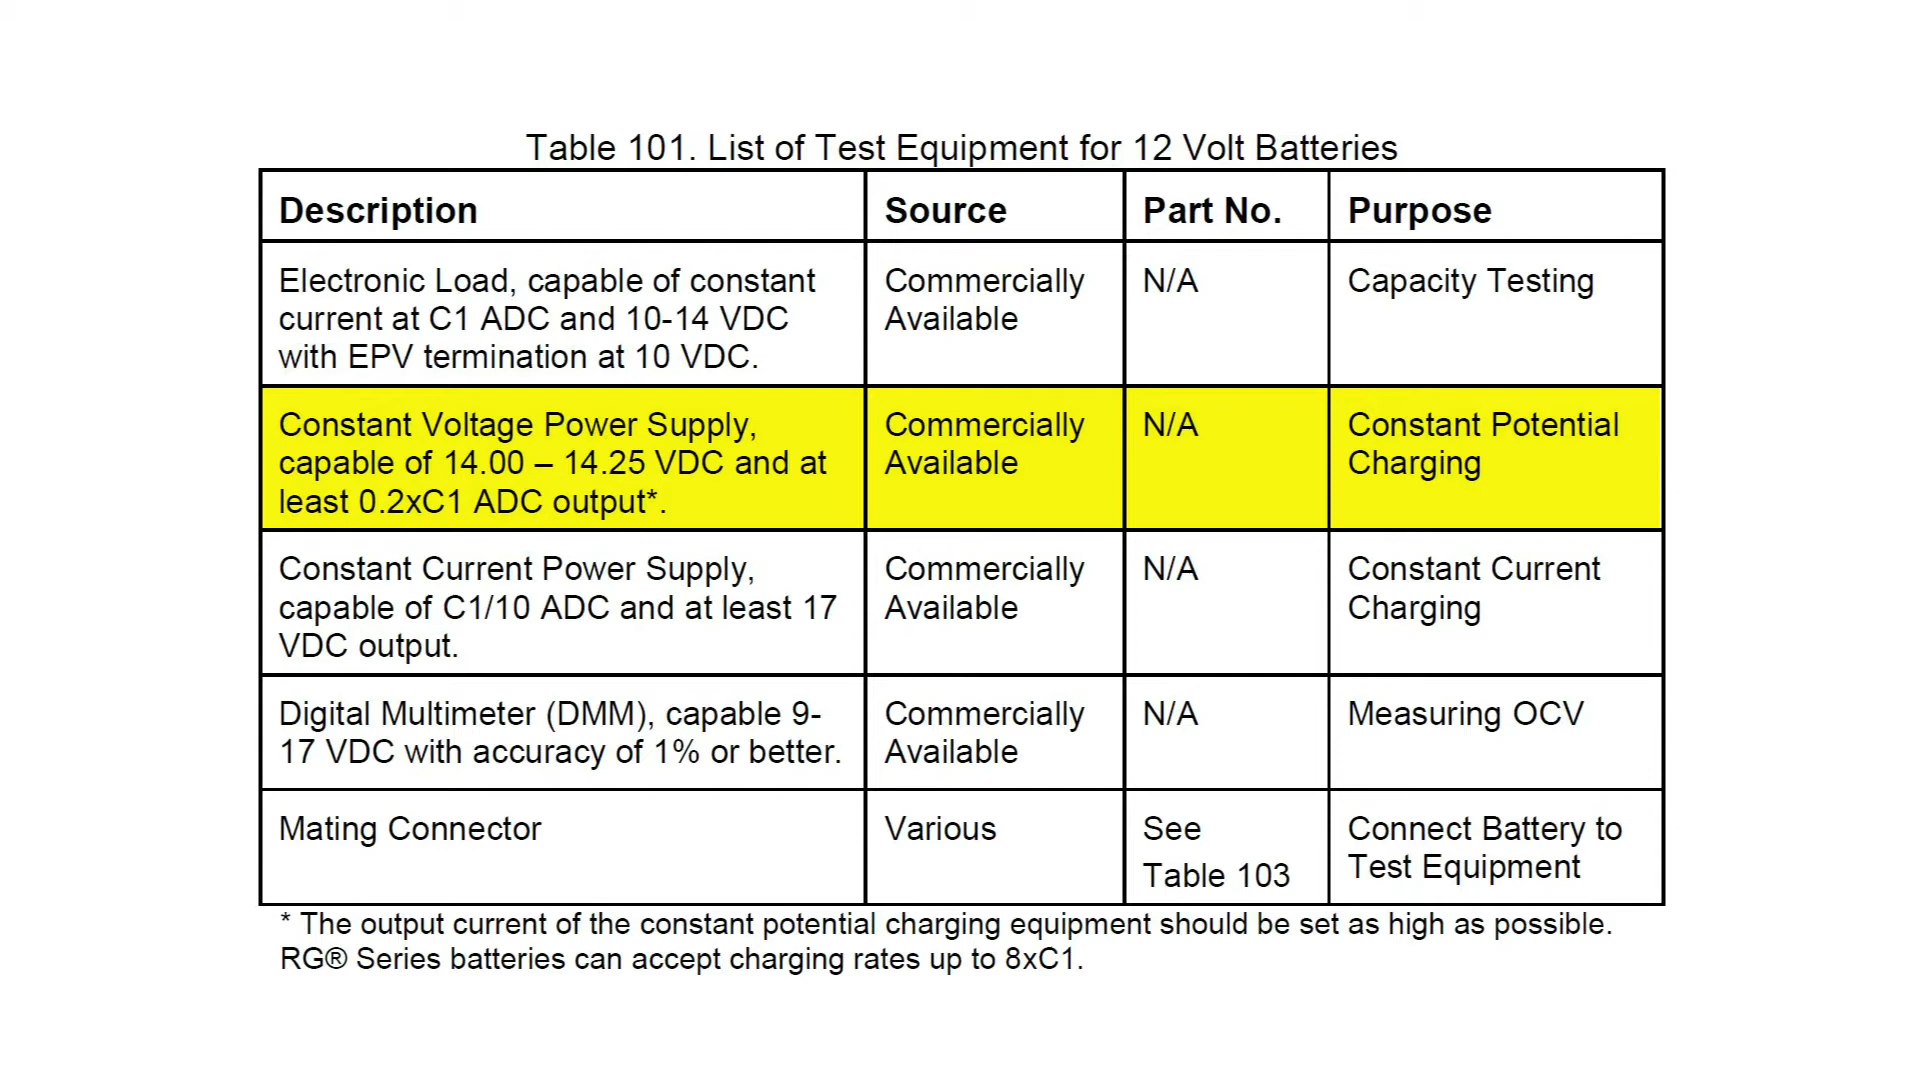 Table 101. List of Test Equipment for 12 Volt Batteries
Description Source Part No. Purpose
Electronic Load, capable of constant
current at C1 ADC and 10-14 VDC
with EPV termination at 10 VDC.
Commercially
Available
N/A
Capacity Testing
Constant Voltage Power Supply,
capable of 14.00 – 14.25 VDC and at
least 0.2xC1 ADC output*.
Commercially
Available
N/A
Constant Potential
Charging
Constant Current Power Supply,
capable of C1/10 ADC and at least 17
VDC output.
Commercially
Available
N/A
Constant Current
Charging
Digital Multimeter (DMM), capable 9-
17 VDC with accuracy of 1% or better.
Commercially
Available
N/A
Measuring OCV
Mating Connector
Various
See
Table 103
Connect Battery to
Test Equipment
* The output current of the constant potential charging equipment should be set as high as possible.
RG® Series batteries can accept charging rates up to 8xC1.